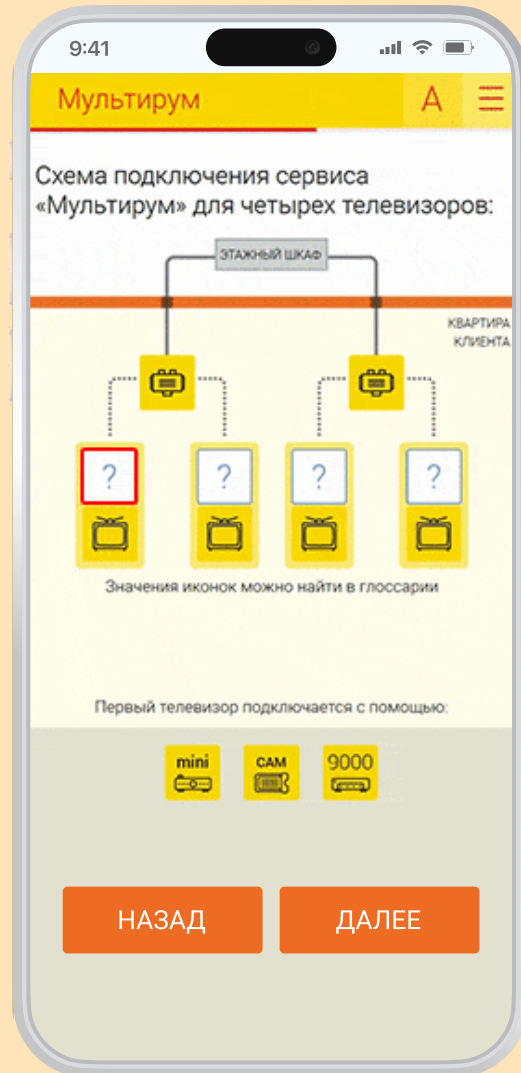 9:41
Мультирум
А
Схема подключения сервиса
«Мультирум» для четырех телевизоров:
ЭТАЖНЫЙ ШКАФ
КВАРТИРА
КЛИЕНТА
? ? ? ?
Значения иконок можно найти в глоссарии
Первый телевизор подключается с помощью:
mini CAM 9000
НАЗАД ДАЛЕЕ